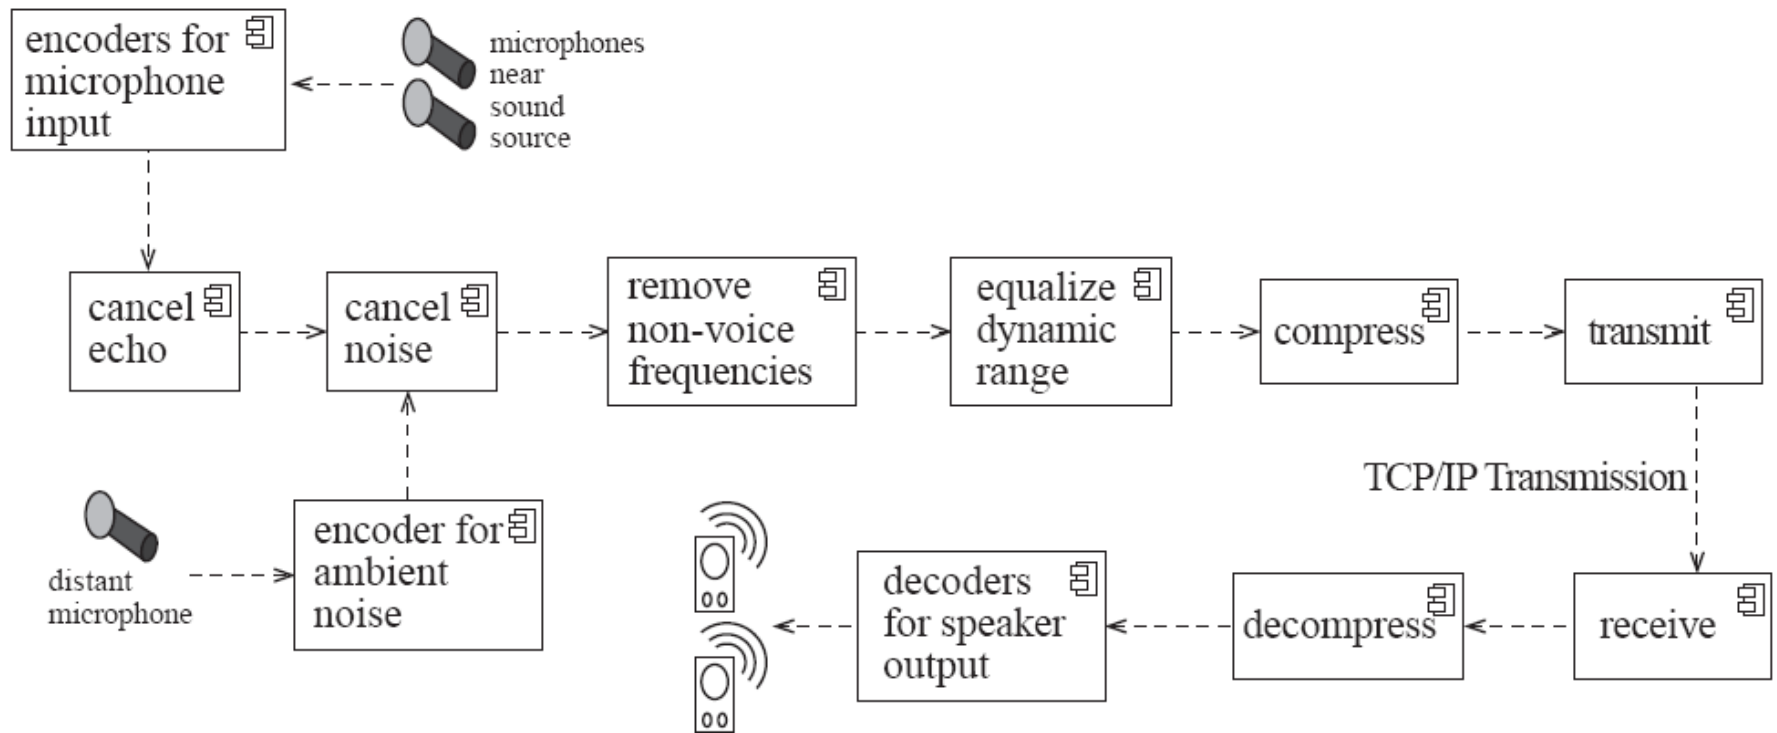 encoders for
microphone
input
microphones
near
sound
source
cancel
echo
cancel
noise
remove
non-voice
frequencies
equalize
dynamic
range
compress
transmit
TCP/IP Transmission
distant
microphone
encoder for
ambient
noise
decoders
for speaker
output
decompress
receive